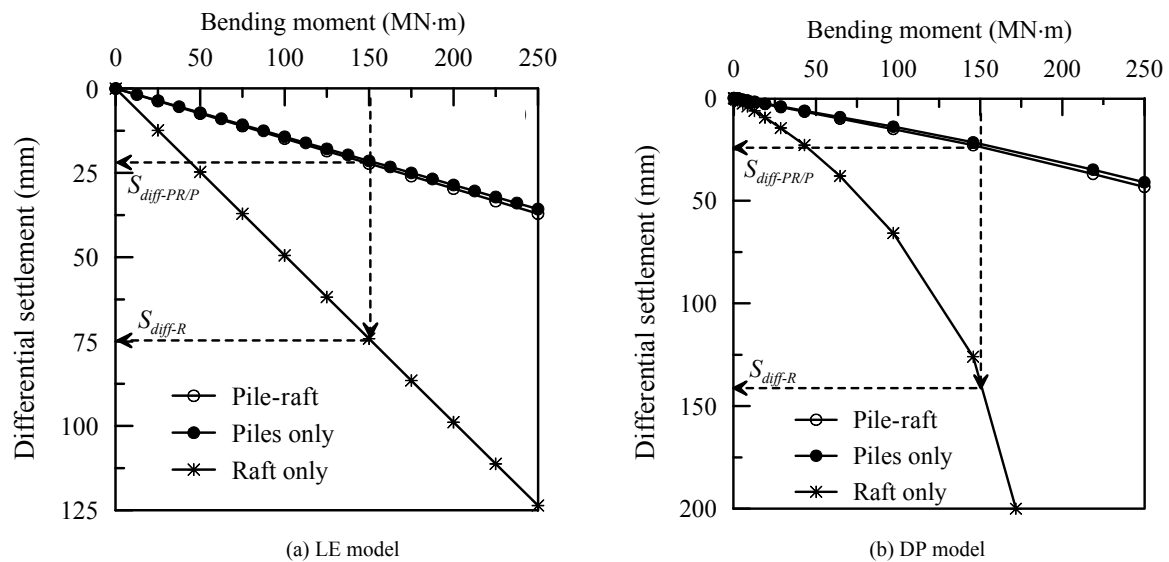 Bending moment (MN·m)
0 50 100 150 200 250
Differential settlement (mm)
0
25
50
75
100
125
S_diff-PR/P
S_diff-R
Pile-raft
Piles only
Raft only
(a) LE model
Bending moment (MN·m)
0 50 100 150 200 250
Differential settlement (mm)
0
50
100
150
200
S_diff-PR/P
S_diff-R
Pile-raft
Piles only
Raft only
(b) DP model